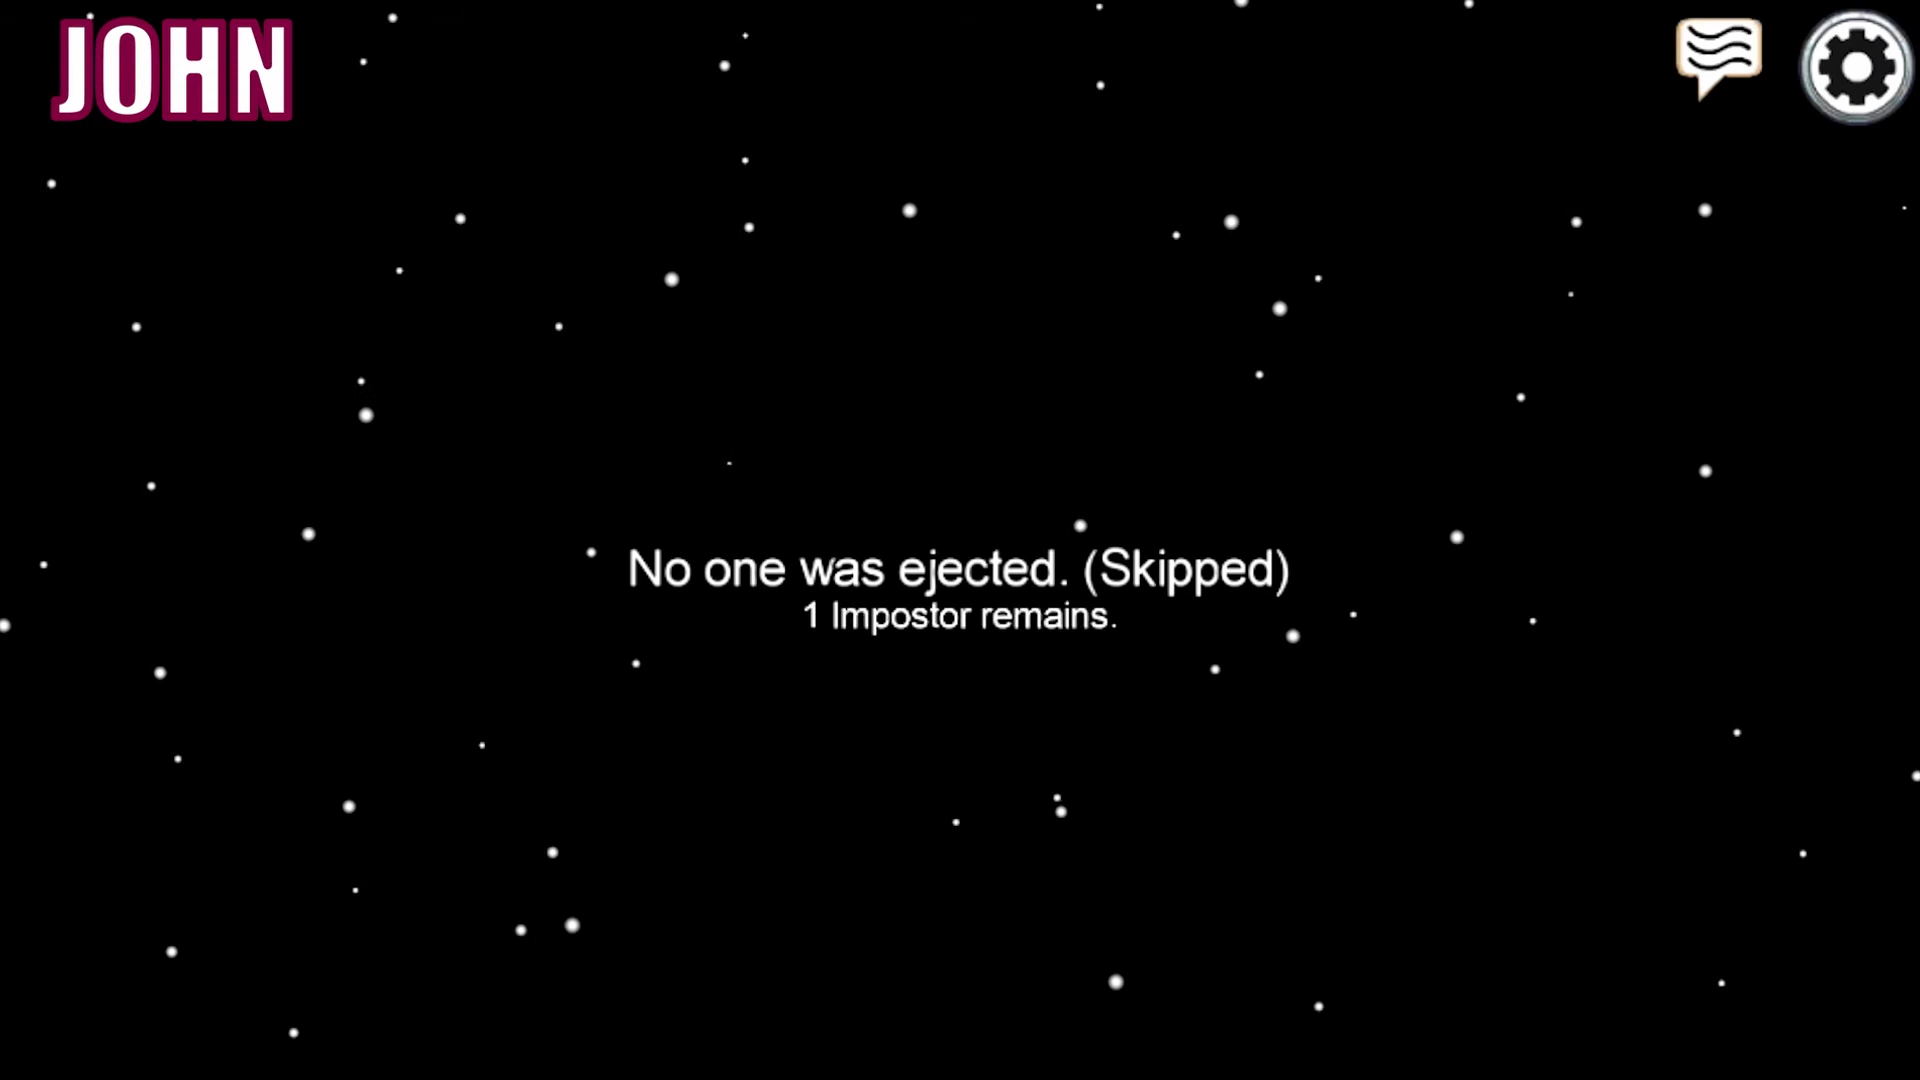 JOHN
No one was ejected. (Skipped)
1 Impostor remains.